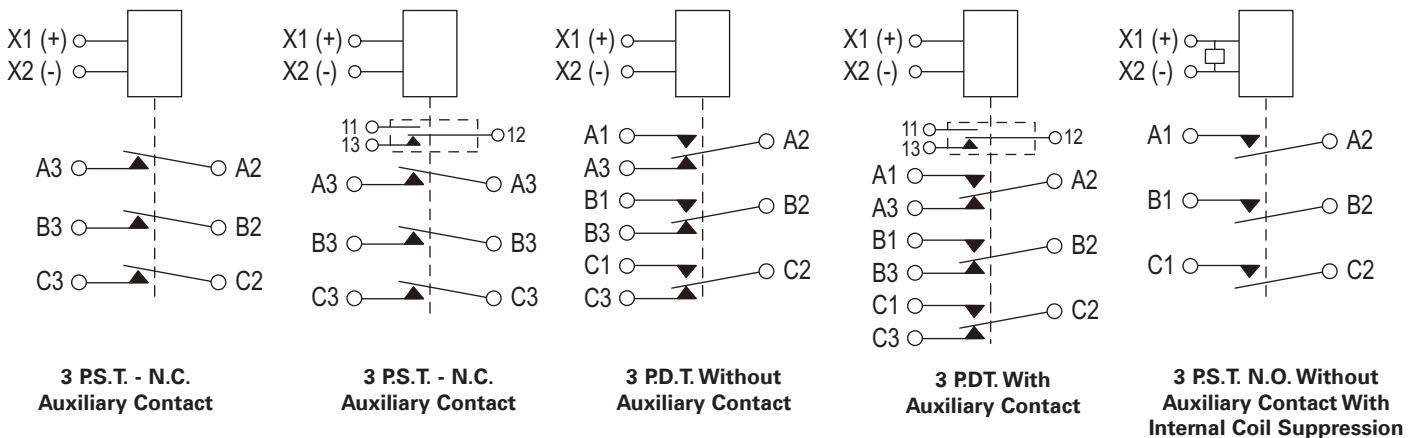 X1 (+)
X2 (-)
A3
A2
B3
B2
C3
C2
3 P.S.T. - N.C.
Auxiliary Contact
X1 (+)
X2 (-)
11
12
13
A3
A3
B3
B3
C3
C3
3 P.S.T. - N.C.
Auxiliary Contact
X1 (+)
X2 (-)
A1
A2
A3
B1
B2
B3
C1
C2
C3
3 P.D.T. Without
Auxiliary Contact
X1 (+)
X2 (-)
11
12
13
A1
A2
A3
B1
B2
B3
C1
C2
C3
3 P.DT. With
Auxiliary Contact
X1 (+)
X2 (-)
A1
A2
B1
B2
C1
C2
3 P.S.T. N.O. Without
Auxiliary Contact With
Internal Coil Suppression